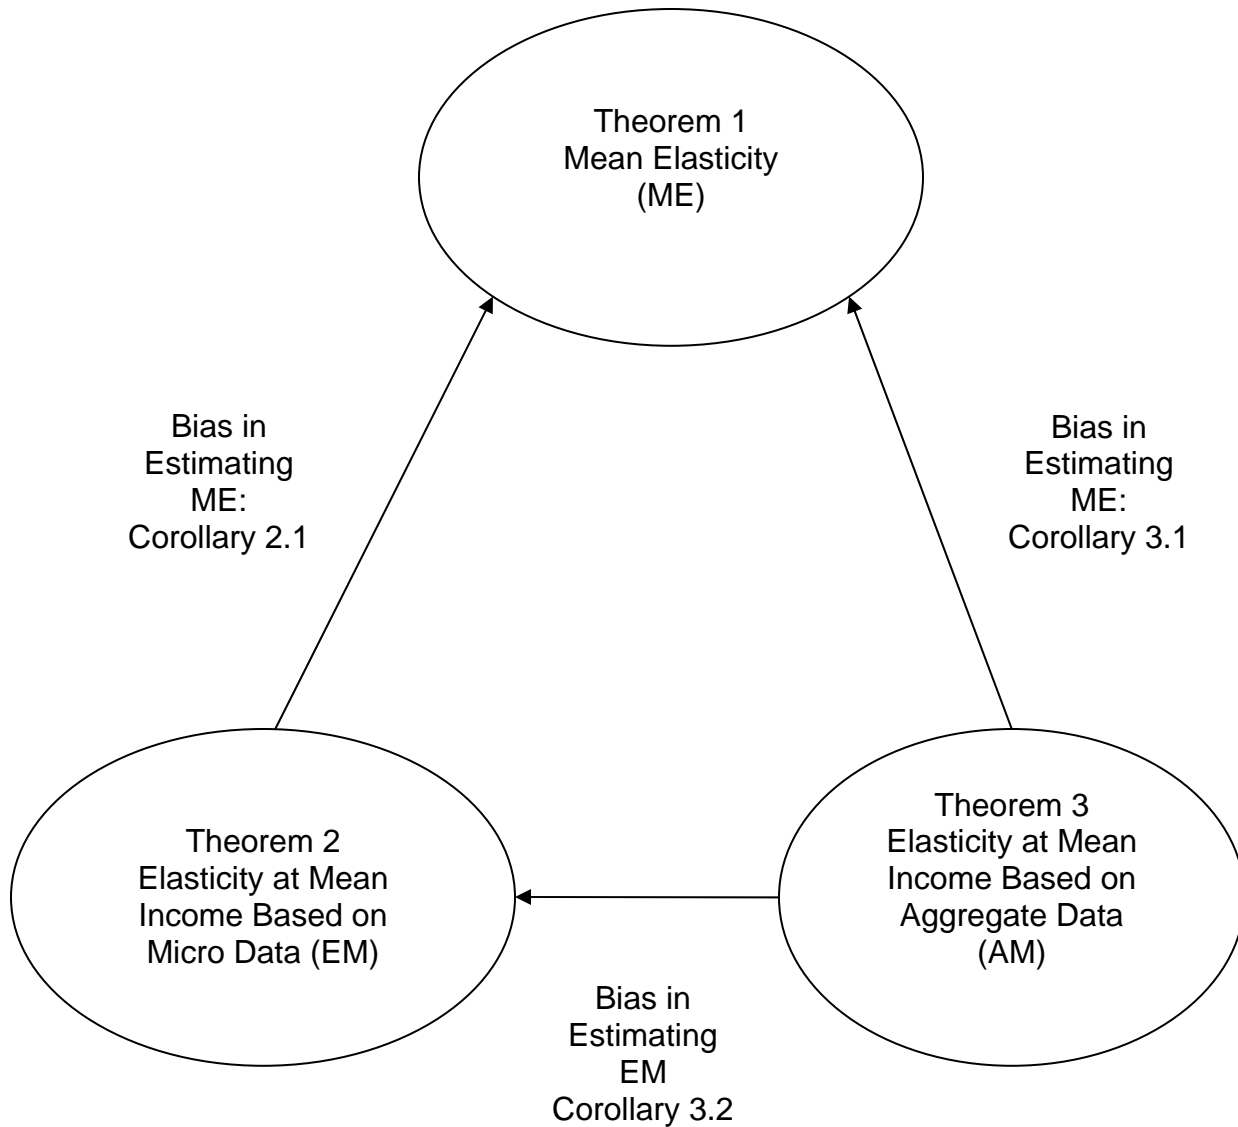 Theorem 1
Mean Elasticity
(ME)
Bias in
Estimating
ME:
Corollary 2.1
Bias in
Estimating
ME:
Corollary 3.1
Theorem 2
Elasticity at Mean
Income Based on
Micro Data (EM)
Theorem 3
Elasticity at Mean
Income Based on
Aggregate Data
(AM)
Bias in
Estimating
EM
Corollary 3.2